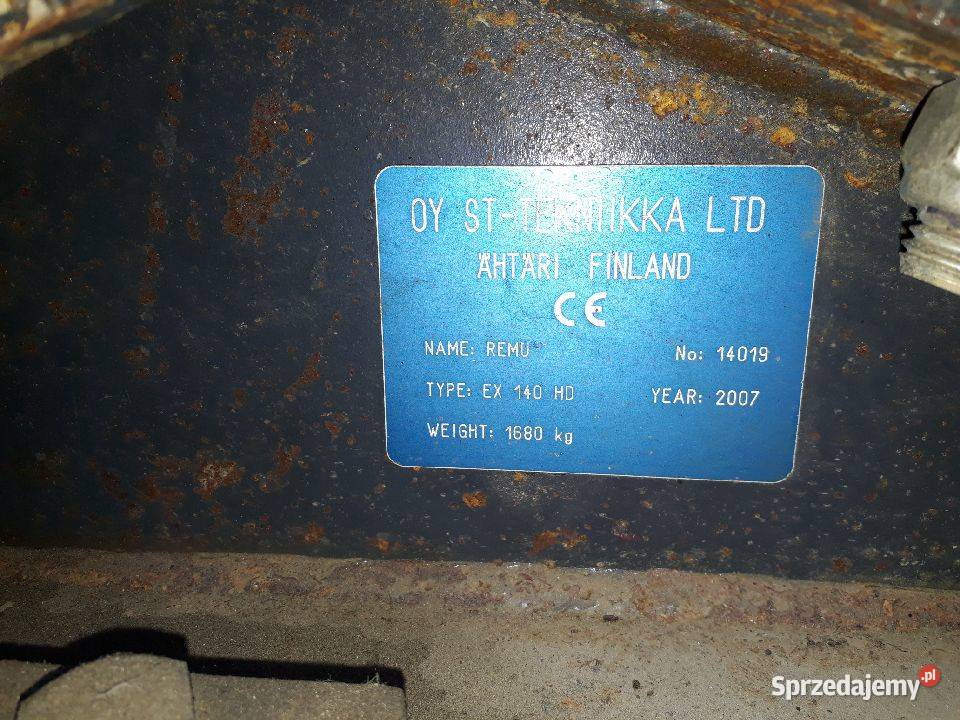 OY ST-TEKNIIKKA LTD
ÄHTÄRI FINLAND
CE
NAME: REMU No: 14019
TYPE: EX 140 HD YEAR: 2007
WEIGHT: 1680 kg
Sprzedajemy.pl